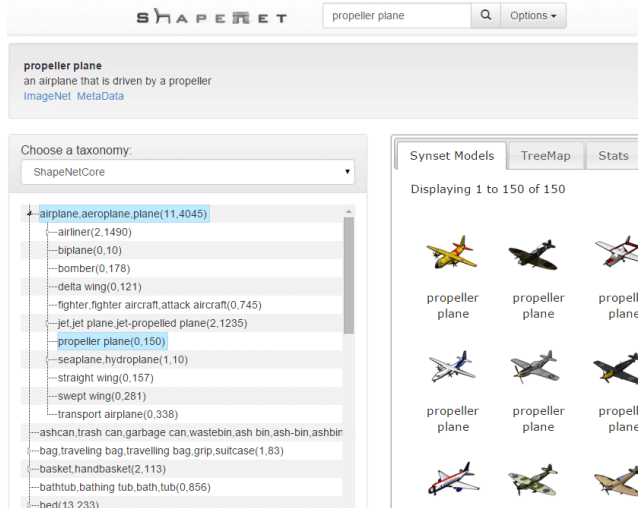 SHAPENET
propeller plane
Options
propeller plane
an airplane that is driven by a propeller
ImageNet MetaData
Choose a taxonomy:
ShapeNetCore
airplane,aeroplane,plane(11,4045)
airliner(2,1490)
biplane(0,10)
bomber(0,178)
delta wing(0,121)
fighter,fighter aircraft,attack aircraft(0,745)
jet,jet plane,jet-propelled plane(2,1235)
propeller plane(0,150)
seaplane,hydroplane(1,10)
straight wing(0,157)
swept wing(0,281)
transport airplane(0,338)
ashcan,trash can,garbage can,wastebin,ash bin,ash-bin,ashbin
bag,traveling bag,travelling bag,grip,suitcase(1,83)
basket,handbasket(2,113)
bathtub,bathing tub,bath,tub(0,856)
bed(13,233)
Synset Models TreeMap Stats
Displaying 1 to 150 of 150
propeller propeller propel
plane plane plane
propeller propeller propel
plane plane plane